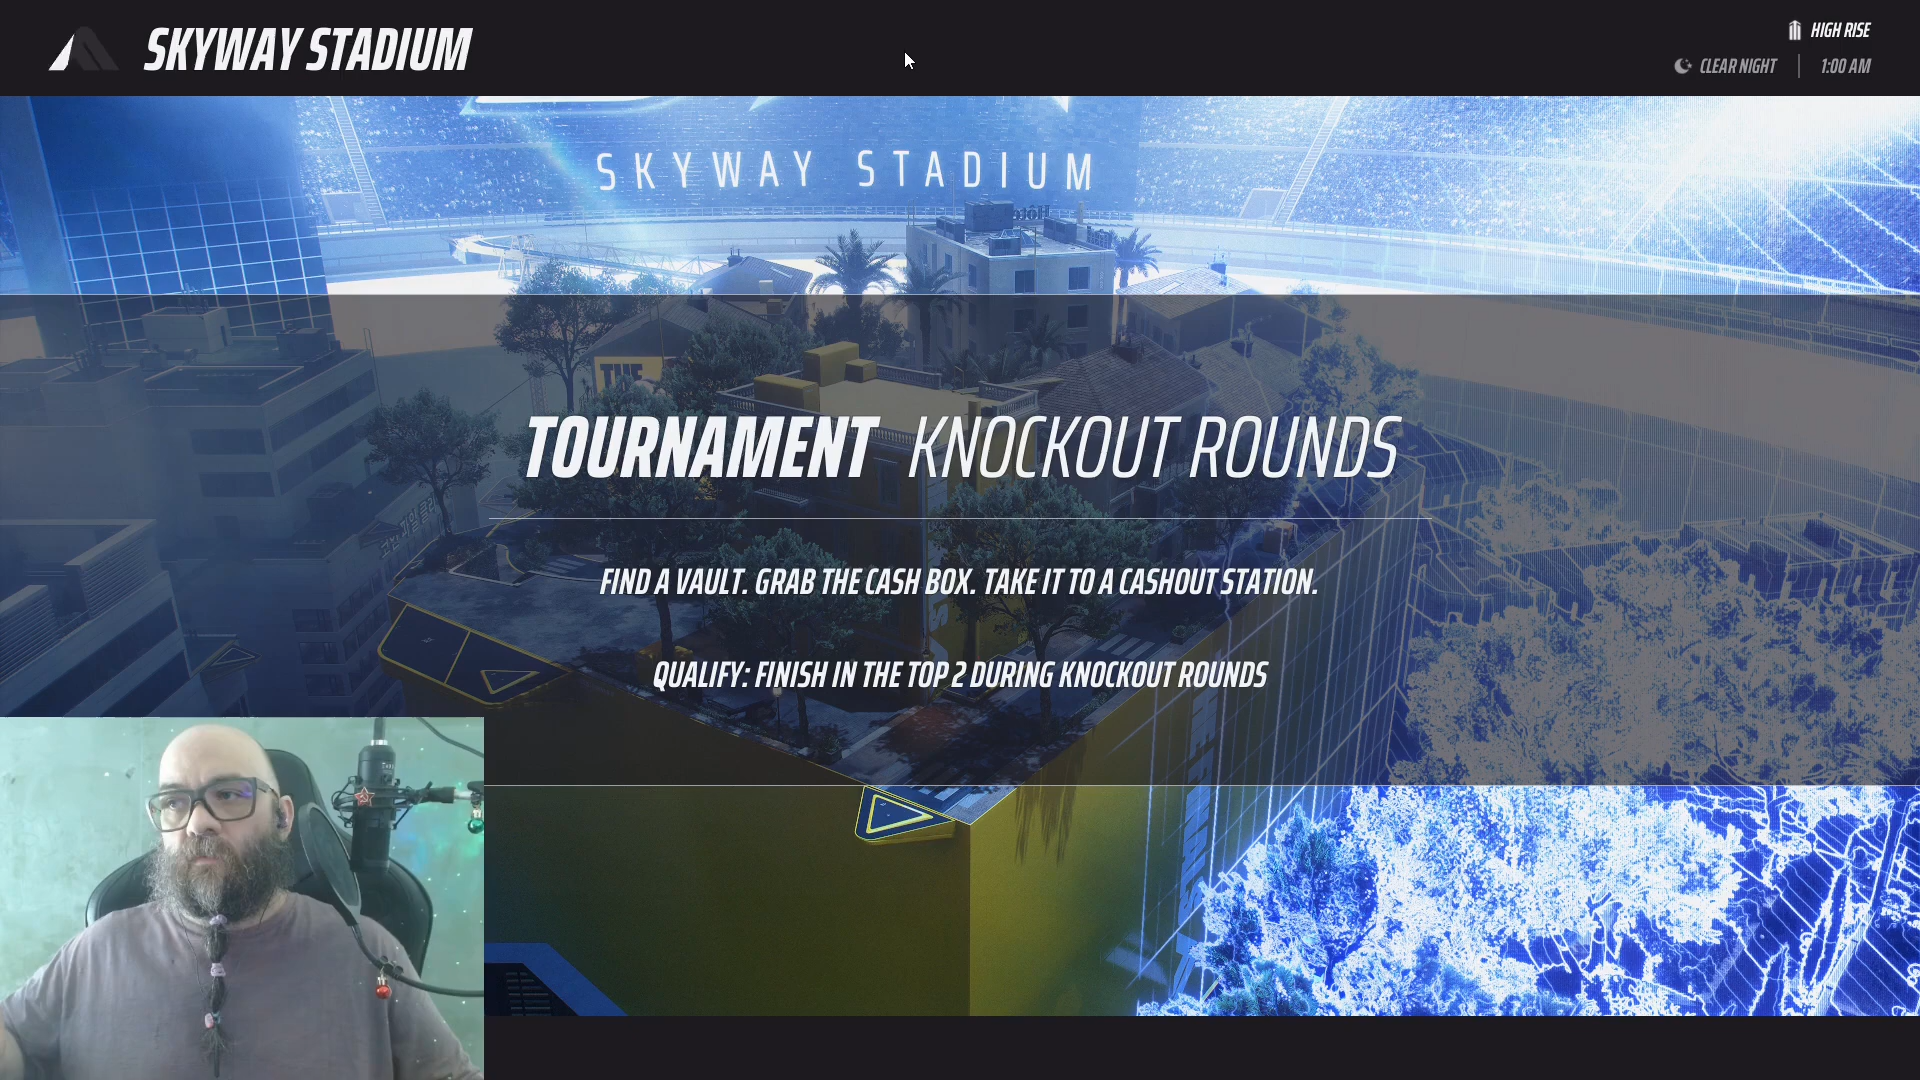 SKYWAY STADIUM
HIGH RISE
CLEAR NIGHT
1:00 AM
SKYWAY STADIUM
THE
TOURNAMENT KNOCKOUT ROUNDS
FIND A VAULT. GRAB THE CASH BOX. TAKE IT TO A CASHOUT STATION.
QUALIFY: FINISH IN THE TOP 2 DURING KNOCKOUT ROUNDS